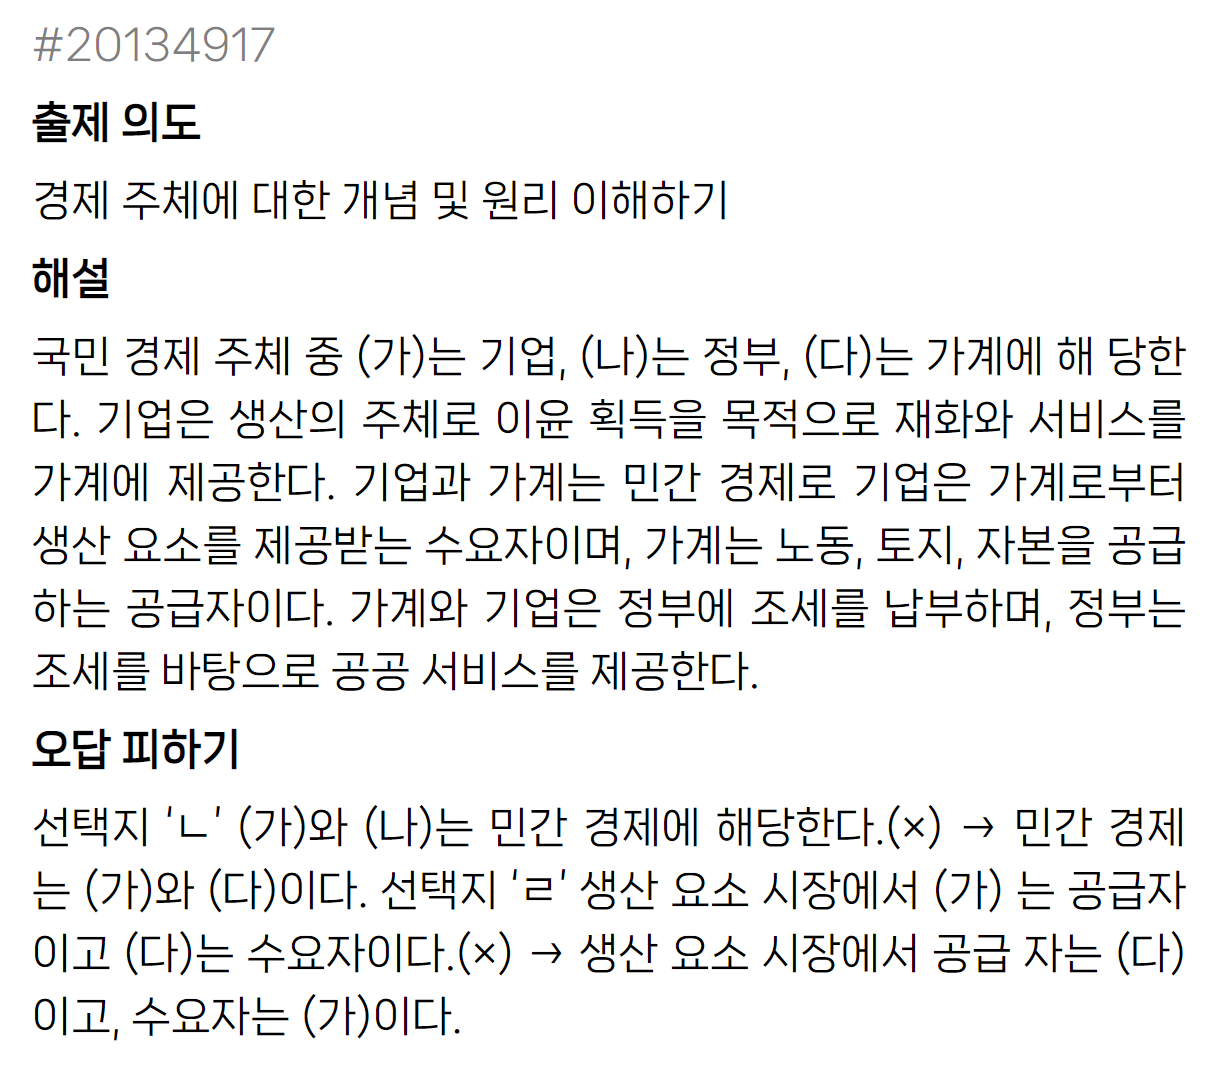 #20134917
출제 의도
경제 주체에 대한 개념 및 원리 이해하기
해설
국민 경제 주체 중 (가)는 기업, (나)는 정부, (다)는 가계에 해 당한
다. 기업은 생산의 주체로 이윤 획득을 목적으로 재화와 서비스를
가계에 제공한다. 기업과 가계는 민간 경제로 기업은 가계로부터
생산 요소를 제공받는 수요자이며, 가계는 노동, 토지, 자본을 공급
하는 공급자이다. 가계와 기업은 정부에 조세를 납부하며, 정부는
조세를 바탕으로 공공 서비스를 제공한다.
오답 피하기
선택지 ‘ㄴ’ (가)와 (나)는 민간 경제에 해당한다.(×) → 민간 경제
는 (가)와 (다)이다. 선택지 ‘ㄹ’ 생산 요소 시장에서 (가) 는 공급자
이고 (다)는 수요자이다.(×) → 생산 요소 시장에서 공급 자는 (다)
이고, 수요자는 (가)이다.